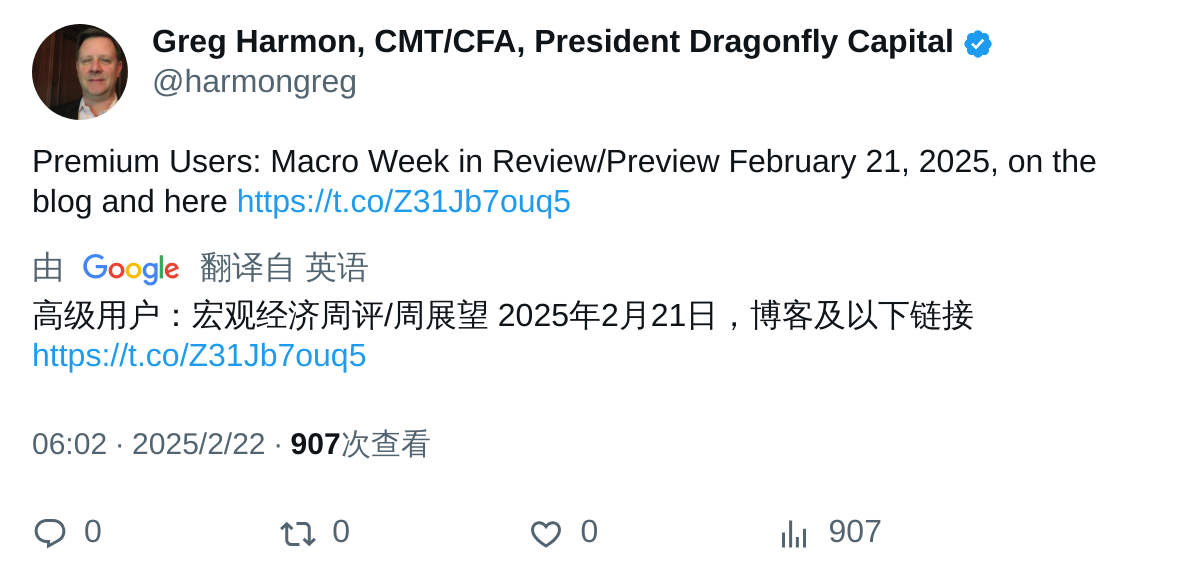 Greg Harmon, CMT/CFA, President Dragonfly Capital
@harmongreg
Premium Users: Macro Week in Review/Preview February 21, 2025, on the
blog and here https://t.co/Z31Jb7ouq5
由 Google 翻译自 英语
高级用户：宏观经济周评/周展望 2025年2月21日，博客及以下链接
https://t.co/Z31Jb7ouq5
06:02 · 2025/2/22 · 907次查看
0 0 0 907